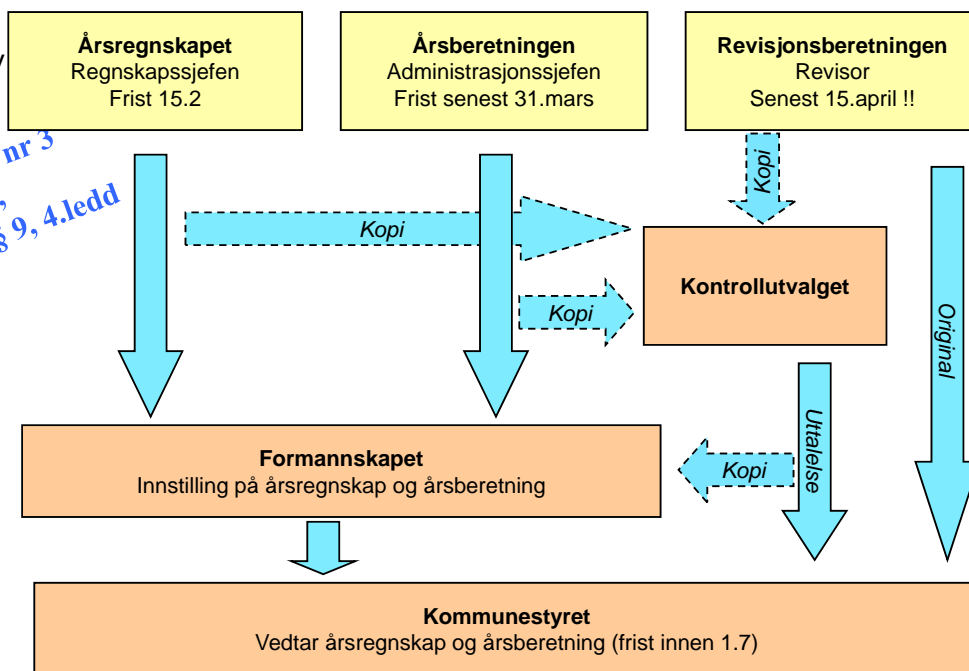 Årsregnskapet
Regnskapssjefen
Frist 15.2
Årsberetningen
Administrasjonssjefen
Frist senest 31.mars
Revisjonsberetningen
Revisor
Senest 15.april !!
nr 3
§ 9, 4.ledd
Kopi
Kopi
Kopi
Kontrollutvalget
Original
Uttalelse
Formannskapet
Innstilling på årsregnskap og årsberetning
Kopi
Kommunestyret
Vedtar årsregnskap og årsberetning (frist innen 1.7)